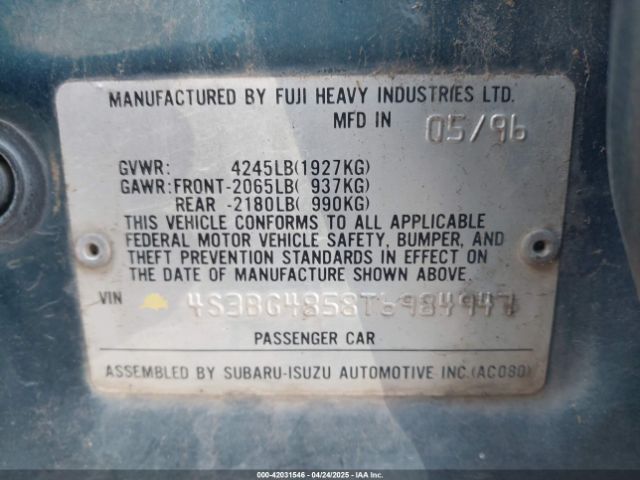 MANUFACTURED BY FUJI HEAVY INDUSTRIES LTD.
MFD IN 05/96
GVWR: 4245LB(1927KG)
GAWR:FRONT-2065LB( 937KG)
REAR -2180LB( 990KG)
THIS VEHICLE CONFORMS TO ALL APPLICABLE
FEDERAL MOTOR VEHICLE SAFETY, BUMPER, AND
THEFT PREVENTION STANDARDS IN EFFECT ON
THE DATE OF MANUFACTURE SHOWN ABOVE.
VIN 4S3BG4858T6984947
PASSENGER CAR
ASSEMBLED BY SUBARU-ISUZU AUTOMOTIVE INC.(AC080)
000-42031546 - 04/24/2025 - IAA Inc.